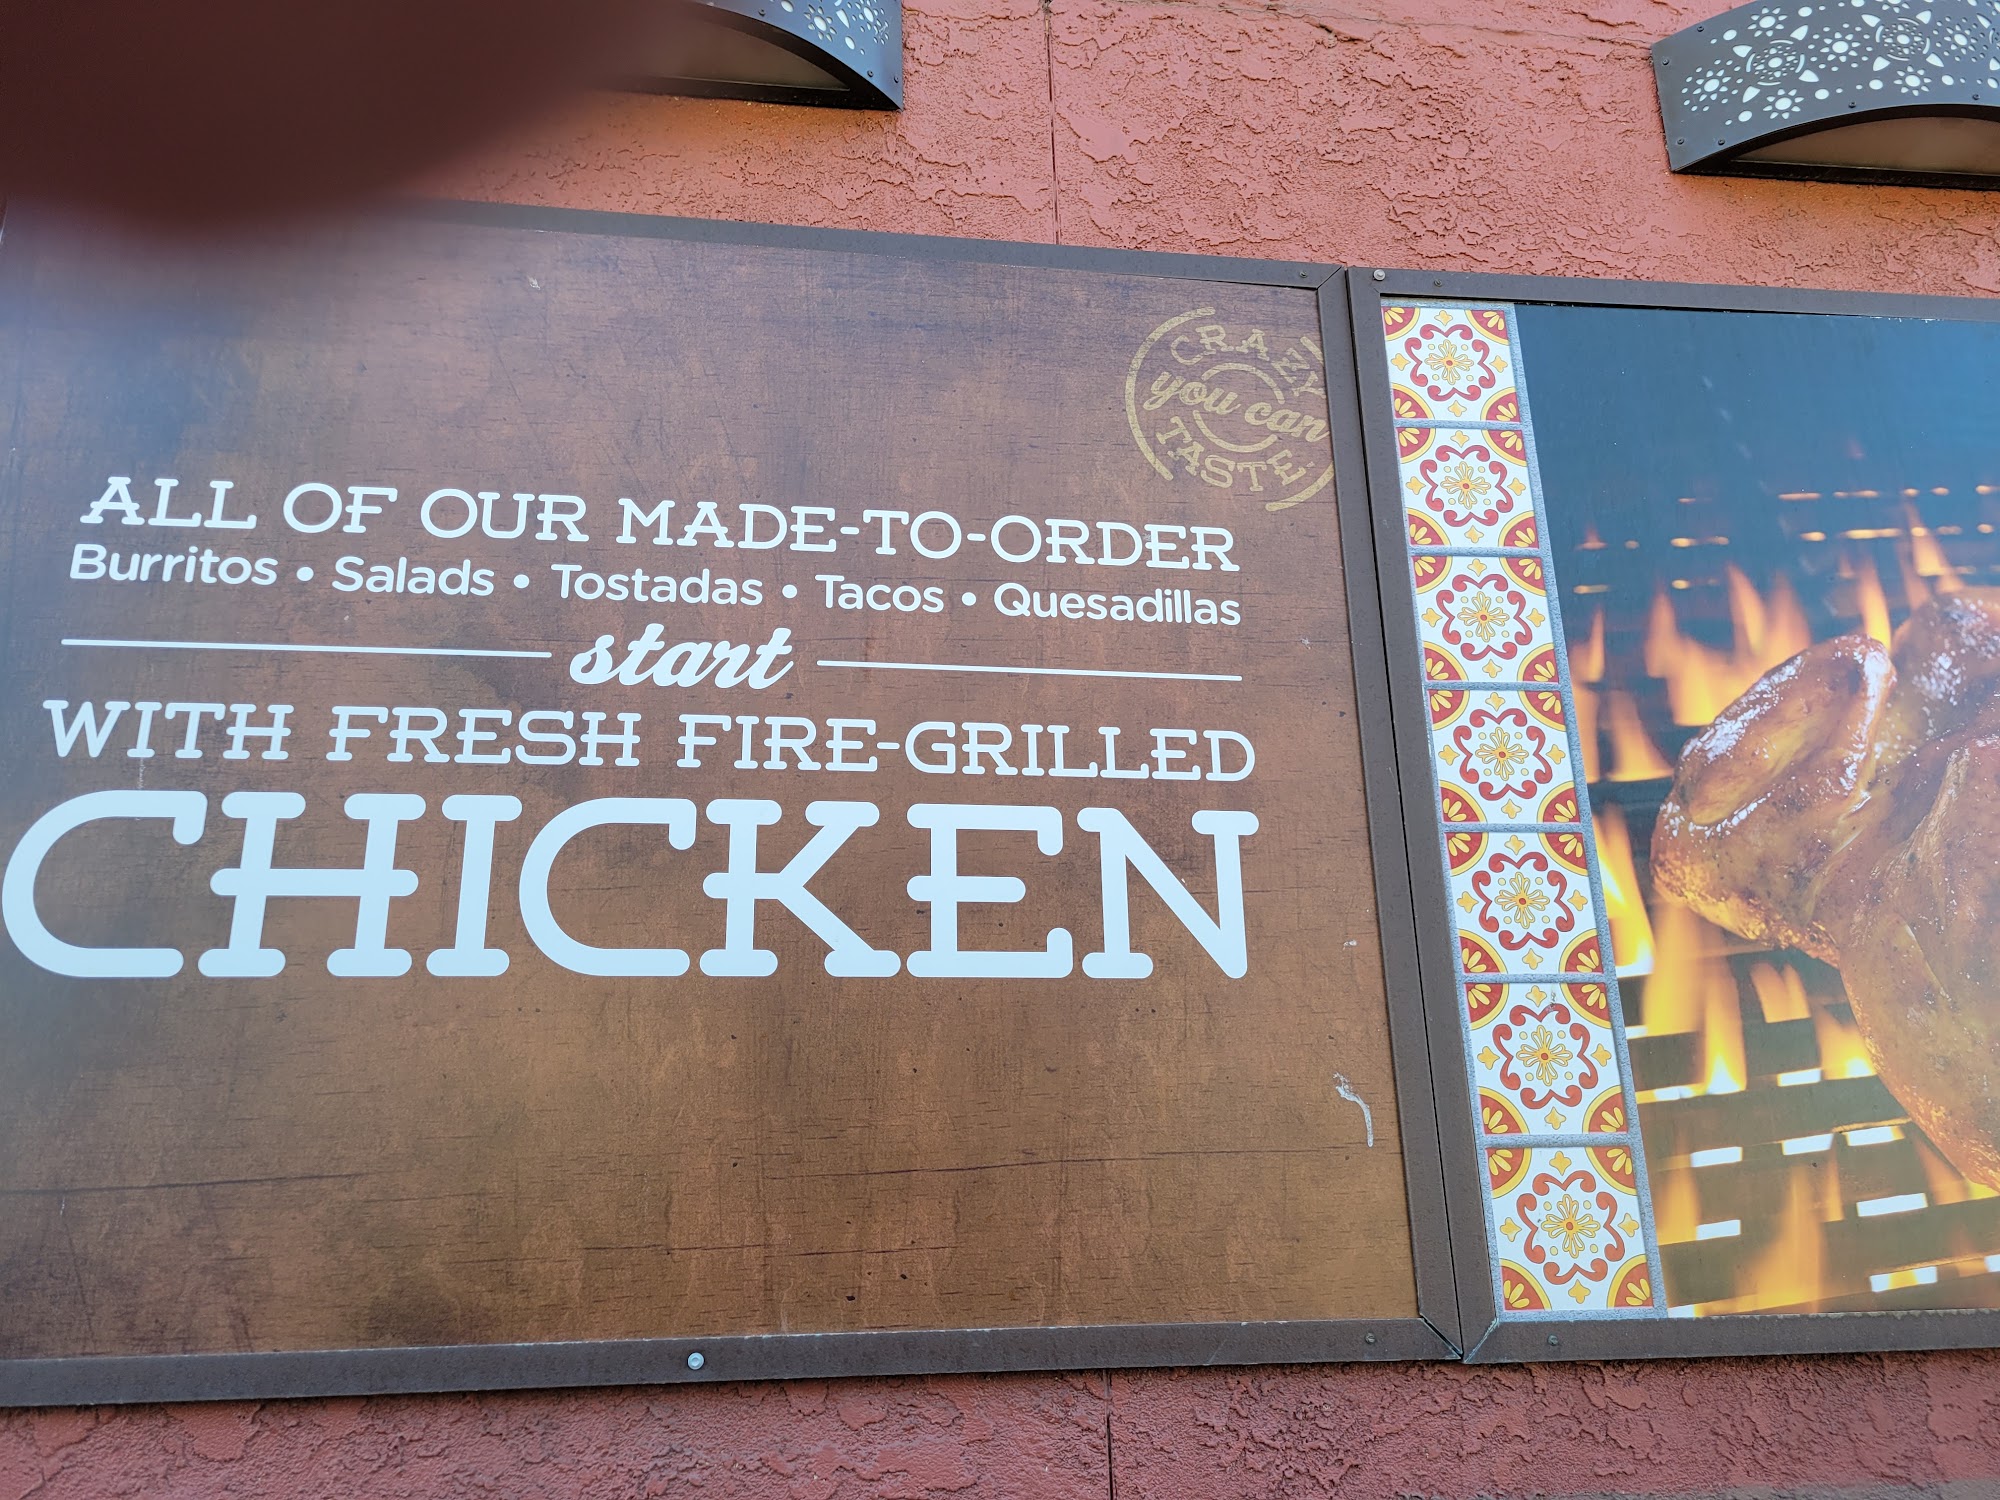 CRAZY
you can
TASTE
ALL OF OUR MADE-TO-ORDER
Burritos • Salads • Tostadas • Tacos • Quesadillas
start
WITH FRESH FIRE-GRILLED
CHICKEN